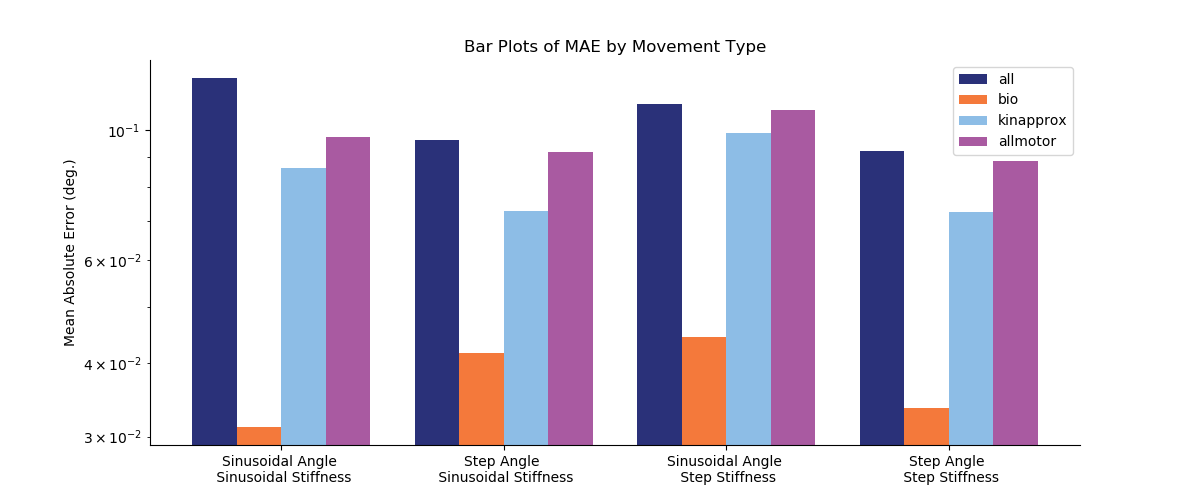 Bar Plots of MAE by Movement Type
all
bio
kinapprox
allmotor
Mean Absolute Error (deg.)
10⁻¹
6 × 10⁻²
4 × 10⁻²
3 × 10⁻²
Sinusoidal Angle
Sinusoidal Stiffness
Step Angle
Sinusoidal Stiffness
Sinusoidal Angle
Step Stiffness
Step Angle
Step Stiffness